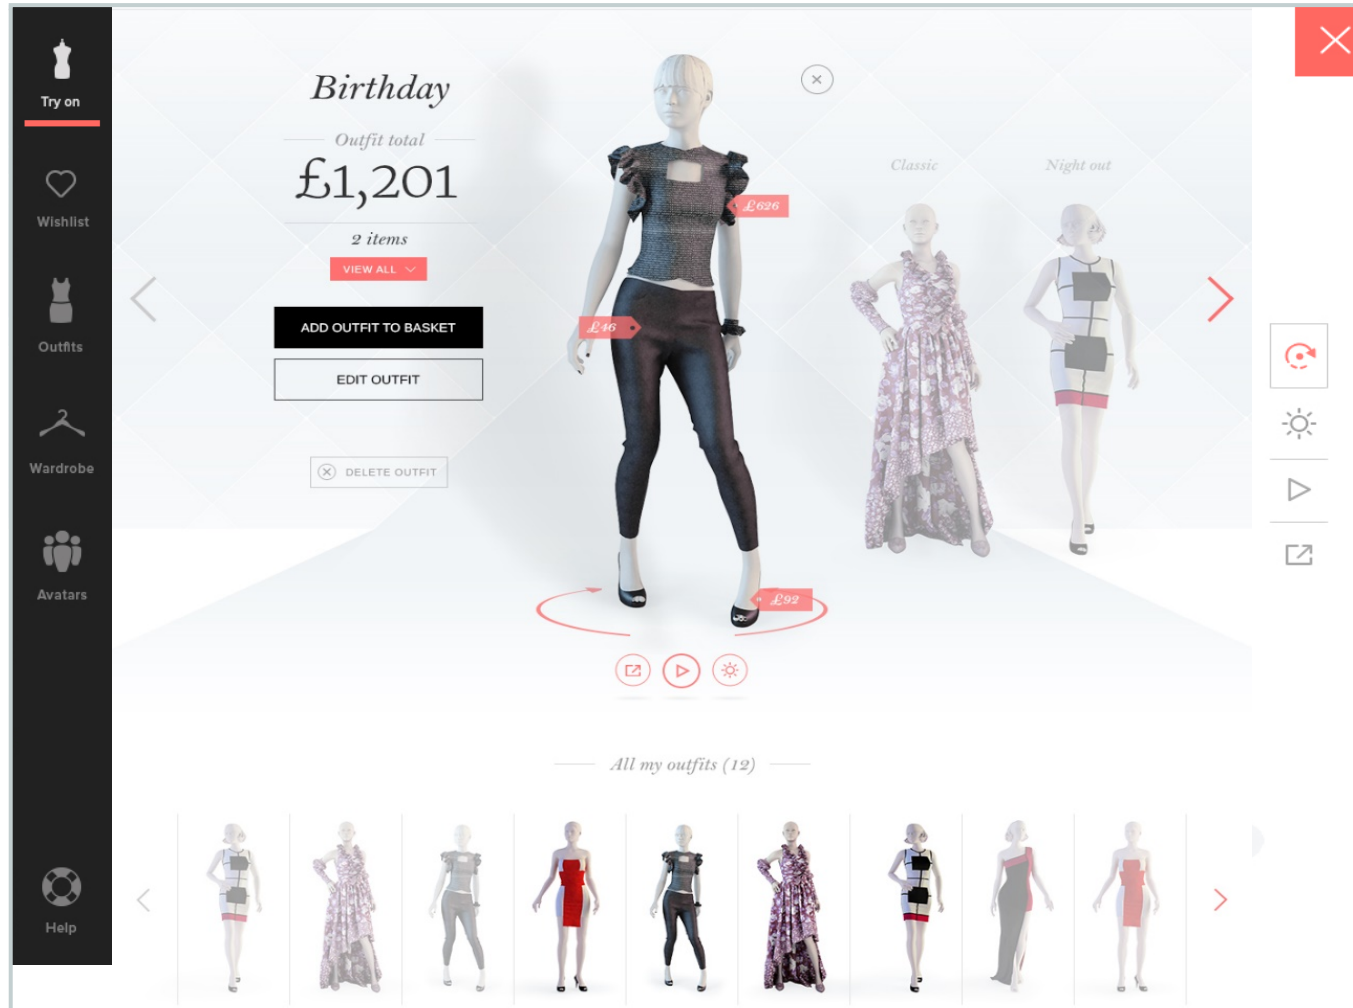 Try on
Wishlist
Outfits
Wardrobe
Avatars
Help
Birthday
Outfit total
£1,201
2 items
VIEW ALL
ADD OUTFIT TO BASKET
EDIT OUTFIT
DELETE OUTFIT
£626
£46
£92
Classic
Night out
All my outfits (12)